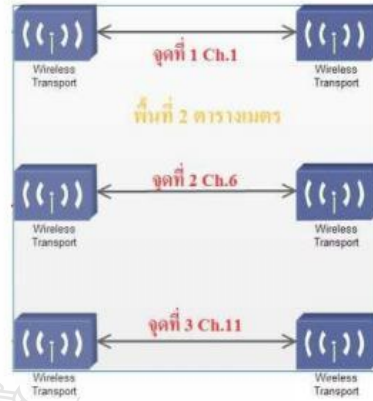 จุดที่ 1 Ch.1
Wireless
Transport
Wireless
Transport
พื้นที่ 2 ตารางเมตร
จุดที่ 2 Ch.6
Wireless
Transport
Wireless
Transport
จุดที่ 3 Ch.11
Wireless
Transport
Wireless
Transport